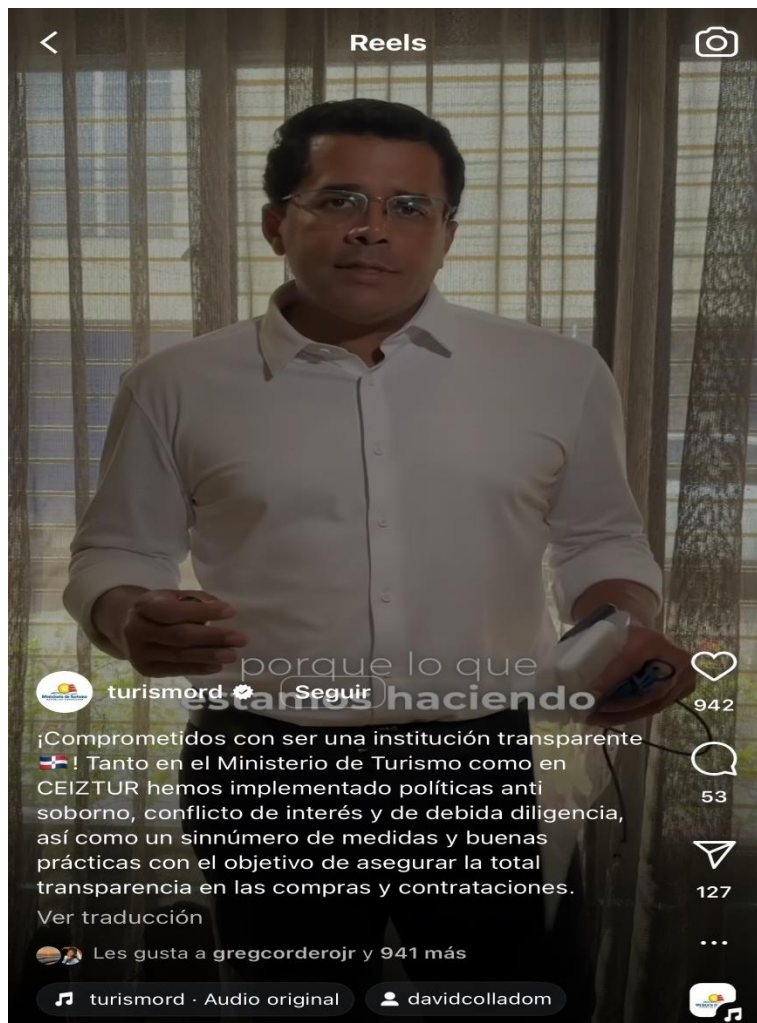 Reels
porque lo que
estamos haciendo
turismord
Seguir
942
¡Comprometidos con ser una institución transparente
🇩🇴! Tanto en el Ministerio de Turismo como en
CEIZTUR hemos implementado políticas anti
soborno, conflicto de interés y de debida diligencia,
así como un sinnúmero de medidas y buenas
prácticas con el objetivo de asegurar la total
transparencia en las compras y contrataciones.
53
127
Ver traducción
Les gusta a gregcorderojr y 941 más
turismord · Audio original
davidcolladom